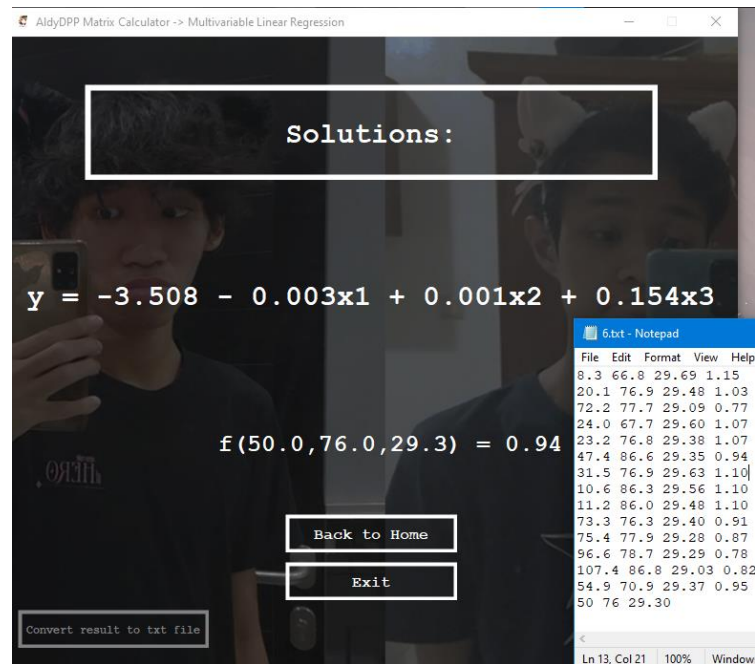 AldyDPP Matrix Calculator -> Multivariable Linear Regression
Solutions:
y = -3.508 - 0.003x1 + 0.001x2 + 0.154x3
f(50.0,76.0,29.3) = 0.94
Back to Home
Exit
Convert result to txt file
HERO
6.txt - Notepad
File Edit Format View Help
8.3 66.8 29.69 1.15
20.1 76.9 29.48 1.03
72.2 77.7 29.09 0.77
24.0 67.7 29.60 1.07
23.2 76.8 29.38 1.07
47.4 86.6 29.35 0.94
31.5 76.9 29.63 1.10
10.6 86.3 29.56 1.10
11.2 86.0 29.48 1.10
73.3 76.3 29.40 0.91
75.4 77.9 29.28 0.87
96.6 78.7 29.29 0.78
107.4 86.8 29.03 0.82
54.9 70.9 29.37 0.95
50 76 29.30
Ln 13, Col 21 100% Window